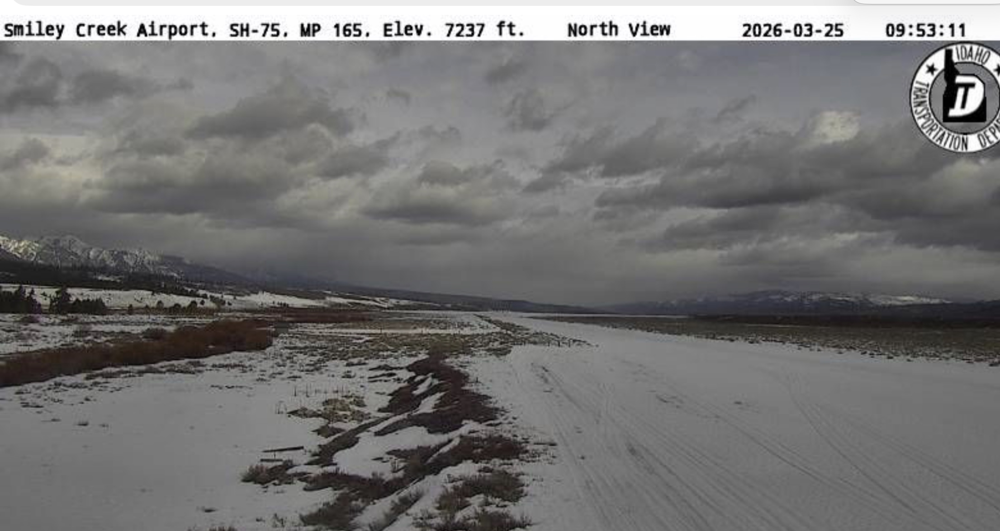 Smiley Creek Airport, SH-75, MP 165, Elev. 7237 ft. North View 2026-03-25 09:53:11
IDAHO
TRANSPORTATION
ID